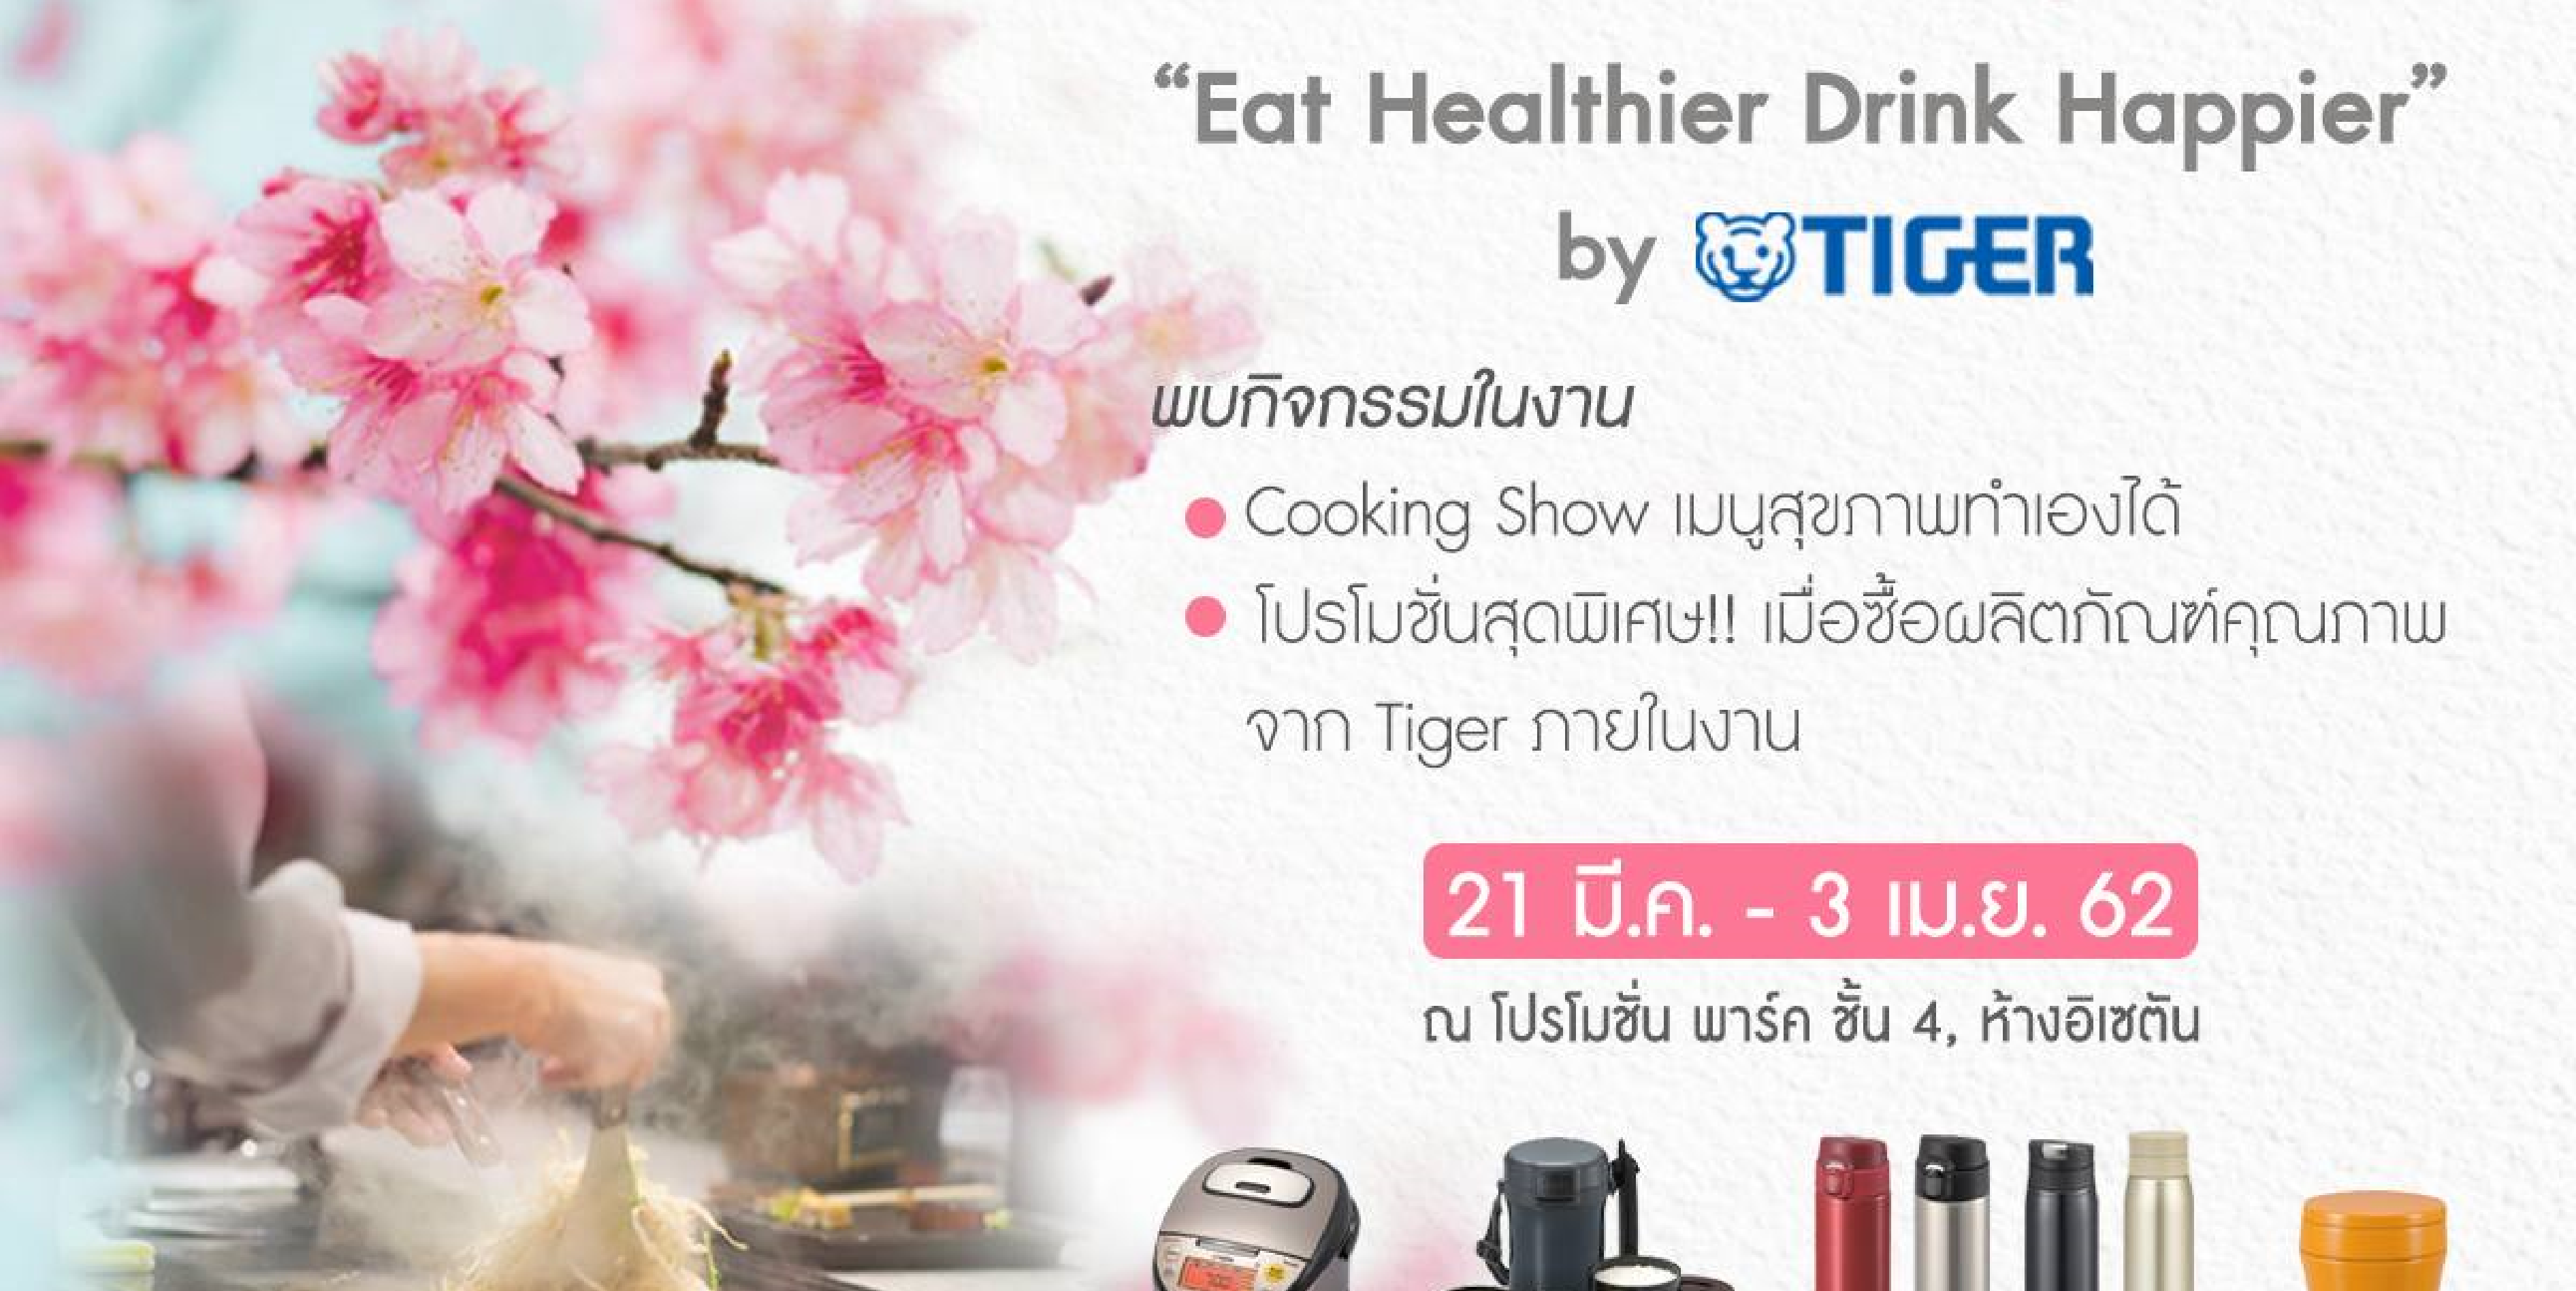 “Eat Healthier Drink Happier”
by TIGER
พบกิจกรรมในงาน
Cooking Show เมนูสุขภาพทำเองได้
โปรโมชั่นสุดพิเศษ!! เมื่อซื้อผลิตภัณฑ์คุณภาพ
จาก Tiger ภายในงาน
21 มี.ค. - 3 เม.ย. 62
ณ โปรโมชั่น พาร์ค ชั้น 4, ห้างอิเซตัน